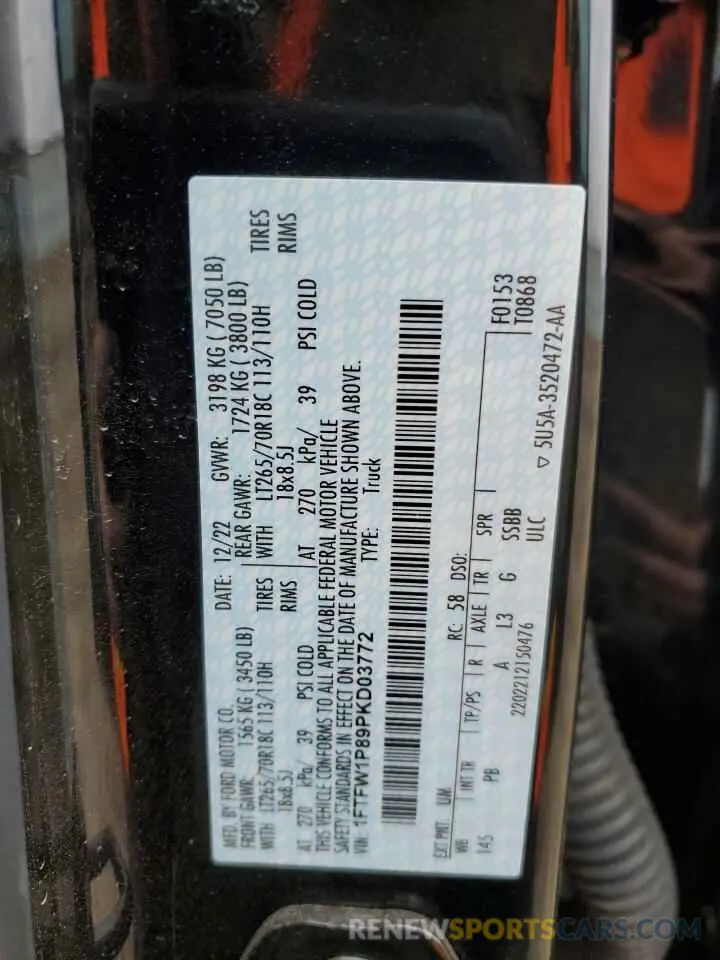 MFD. BY FORD MOTOR CO.
DATE: 12/22 GVWR: 3198 KG ( 7050 LB)
FRONT GAWR: 1565 KG ( 3450 LB) REAR GAWR: 1724 KG ( 3800 LB)
WITH LT265/70R18C 113/110H TIRES WITH LT265/70R18C 113/110H TIRES
18x8.5J RIMS 18x8.5J RIMS
AT 270 kPa/ 39 PSI COLD AT 270 kPa/ 39 PSI COLD
THIS VEHICLE CONFORMS TO ALL APPLICABLE FEDERAL MOTOR VEHICLE
SAFETY STANDARDS IN EFFECT ON THE DATE OF MANUFACTURE SHOWN ABOVE.
VIN: 1FTFW1P89PKD03772 TYPE: Truck
EXT PNT: UM RC: 58 DSO: F0153
WB INT TR TP/PS R AXLE TR SPR T0868
145 PB A L3 G SSBB
2202212150476 ULC 5U5A-3520472-AA
RENEWSPORTSCARS.COM